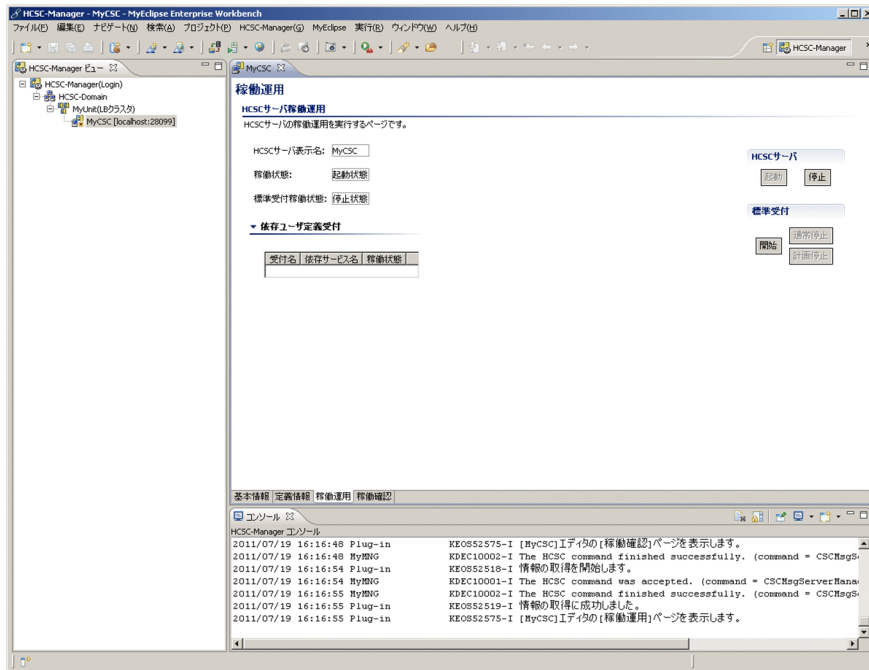 HCSC-Manager - MyCSC - MyEclipse Enterprise Workbench
ファイル(F) 編集(E) ナビゲート(N) 検索(A) プロジェクト(P) HCSC-Manager(G) MyEclipse 実行(R) ウィンドウ(W) ヘルプ(H)
HCSC-Manager
HCSC-Manager ビュー
HCSC-Manager(Login)
HCSC-Domain
MyUnit(LBクラスタ)
MyCSC [localhost:28099]
MyCSC
稼働運用
HCSCサーバ稼働運用
HCSCサーバの稼働運用を実行するページです。
HCSCサーバ表示名: MyCSC
稼働状態: 起動状態
標準受付稼働状態: 停止状態
依存ユーザ定義受付
受付名 依存サービス名 稼働状態
HCSCサーバ
起動 停止
標準受付
開始 通常停止
計画停止
基本情報 定義情報 稼働運用 稼働確認
コンソール
HCSC-Manager コンソール
2011/07/19 16:16:48 Plug-in KEOS52575-I [MyCSC]エディタの[稼働確認]ページを表示します。
2011/07/19 16:16:48 MyMNG KDEC10002-I The HCSC command finished successfully. (command = CSCMsgS
2011/07/19 16:16:54 Plug-in KEOS52518-I 情報の取得を開始します。
2011/07/19 16:16:54 MyMNG KDEC10001-I The HCSC command was accepted. (command = CSCMsgServerMana
2011/07/19 16:16:55 MyMNG KDEC10002-I The HCSC command finished successfully. (command = CSCMsgS
2011/07/19 16:16:55 Plug-in KEOS52519-I 情報の取得に成功しました。
2011/07/19 16:16:55 Plug-in KEOS52575-I [MyCSC]エディタの[稼働運用]ページを表示します。